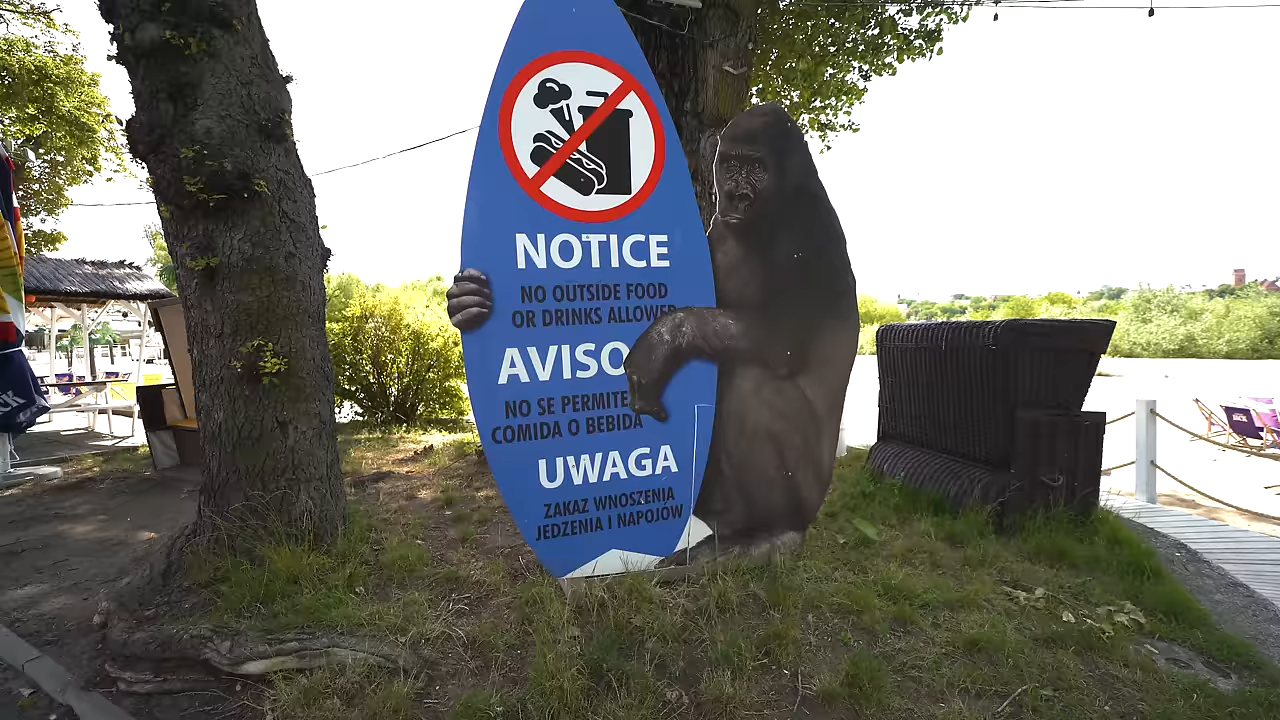 NOTICE
NO OUTSIDE FOOD
OR DRINKS ALLOWED
AVISO
NO SE PERMITE
COMIDA O BEBIDA
UWAGA
ZAKAZ WNOSZENIA
JEDZENIA I NAPOJÓW